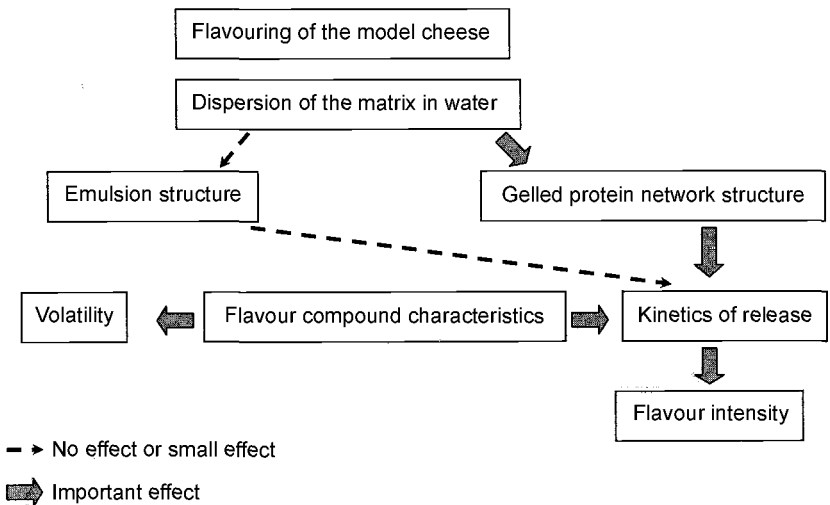 Flavouring of the model cheese
Dispersion of the matrix in water
Emulsion structure
Gelled protein network structure
Volatility
Flavour compound characteristics
Kinetics of release
Flavour intensity
No effect or small effect
Important effect